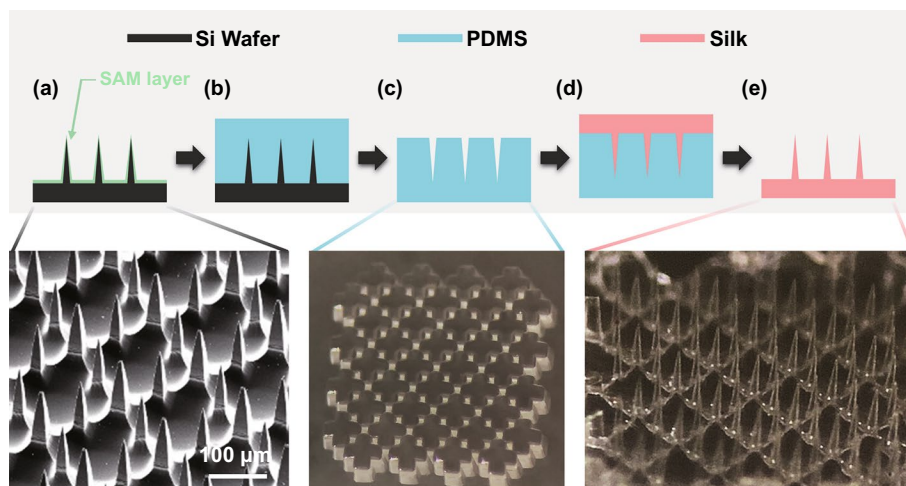 Si Wafer
PDMS
Silk
(a)
SAM layer
(b)
(c)
(d)
(e)
100 μm